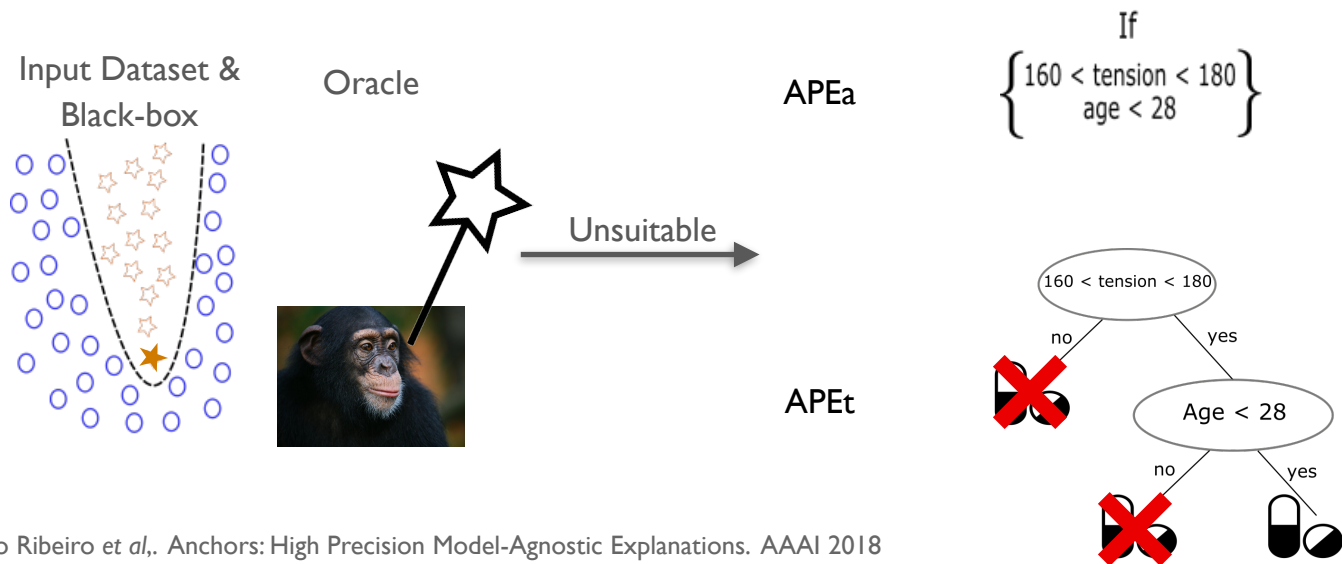 Input Dataset &
Black-box
Oracle
Unsuitable
APEa
If
160 < tension < 180
age < 28
APEt
160 < tension < 180
no
yes
Age < 28
no
yes
o Ribeiro et al,. Anchors: High Precision Model-Agnostic Explanations. AAAI 2018